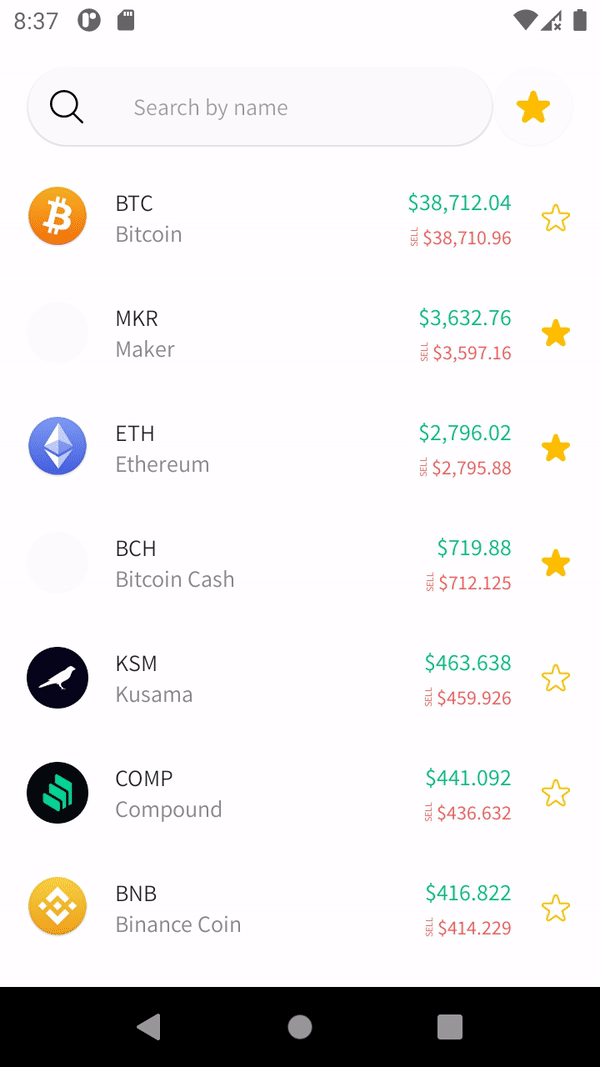 8:37
Search by name
BTC
$38,712.04
Bitcoin
SELL $38,710.96
MKR
$3,632.76
Maker
SELL $3,597.16
ETH
$2,796.02
Ethereum
SELL $2,795.88
BCH
$719.88
Bitcoin Cash
SELL $712.125
KSM
$463.638
Kusama
SELL $459.926
COMP
$441.092
Compound
SELL $436.632
BNB
$416.822
Binance Coin
SELL $414.229